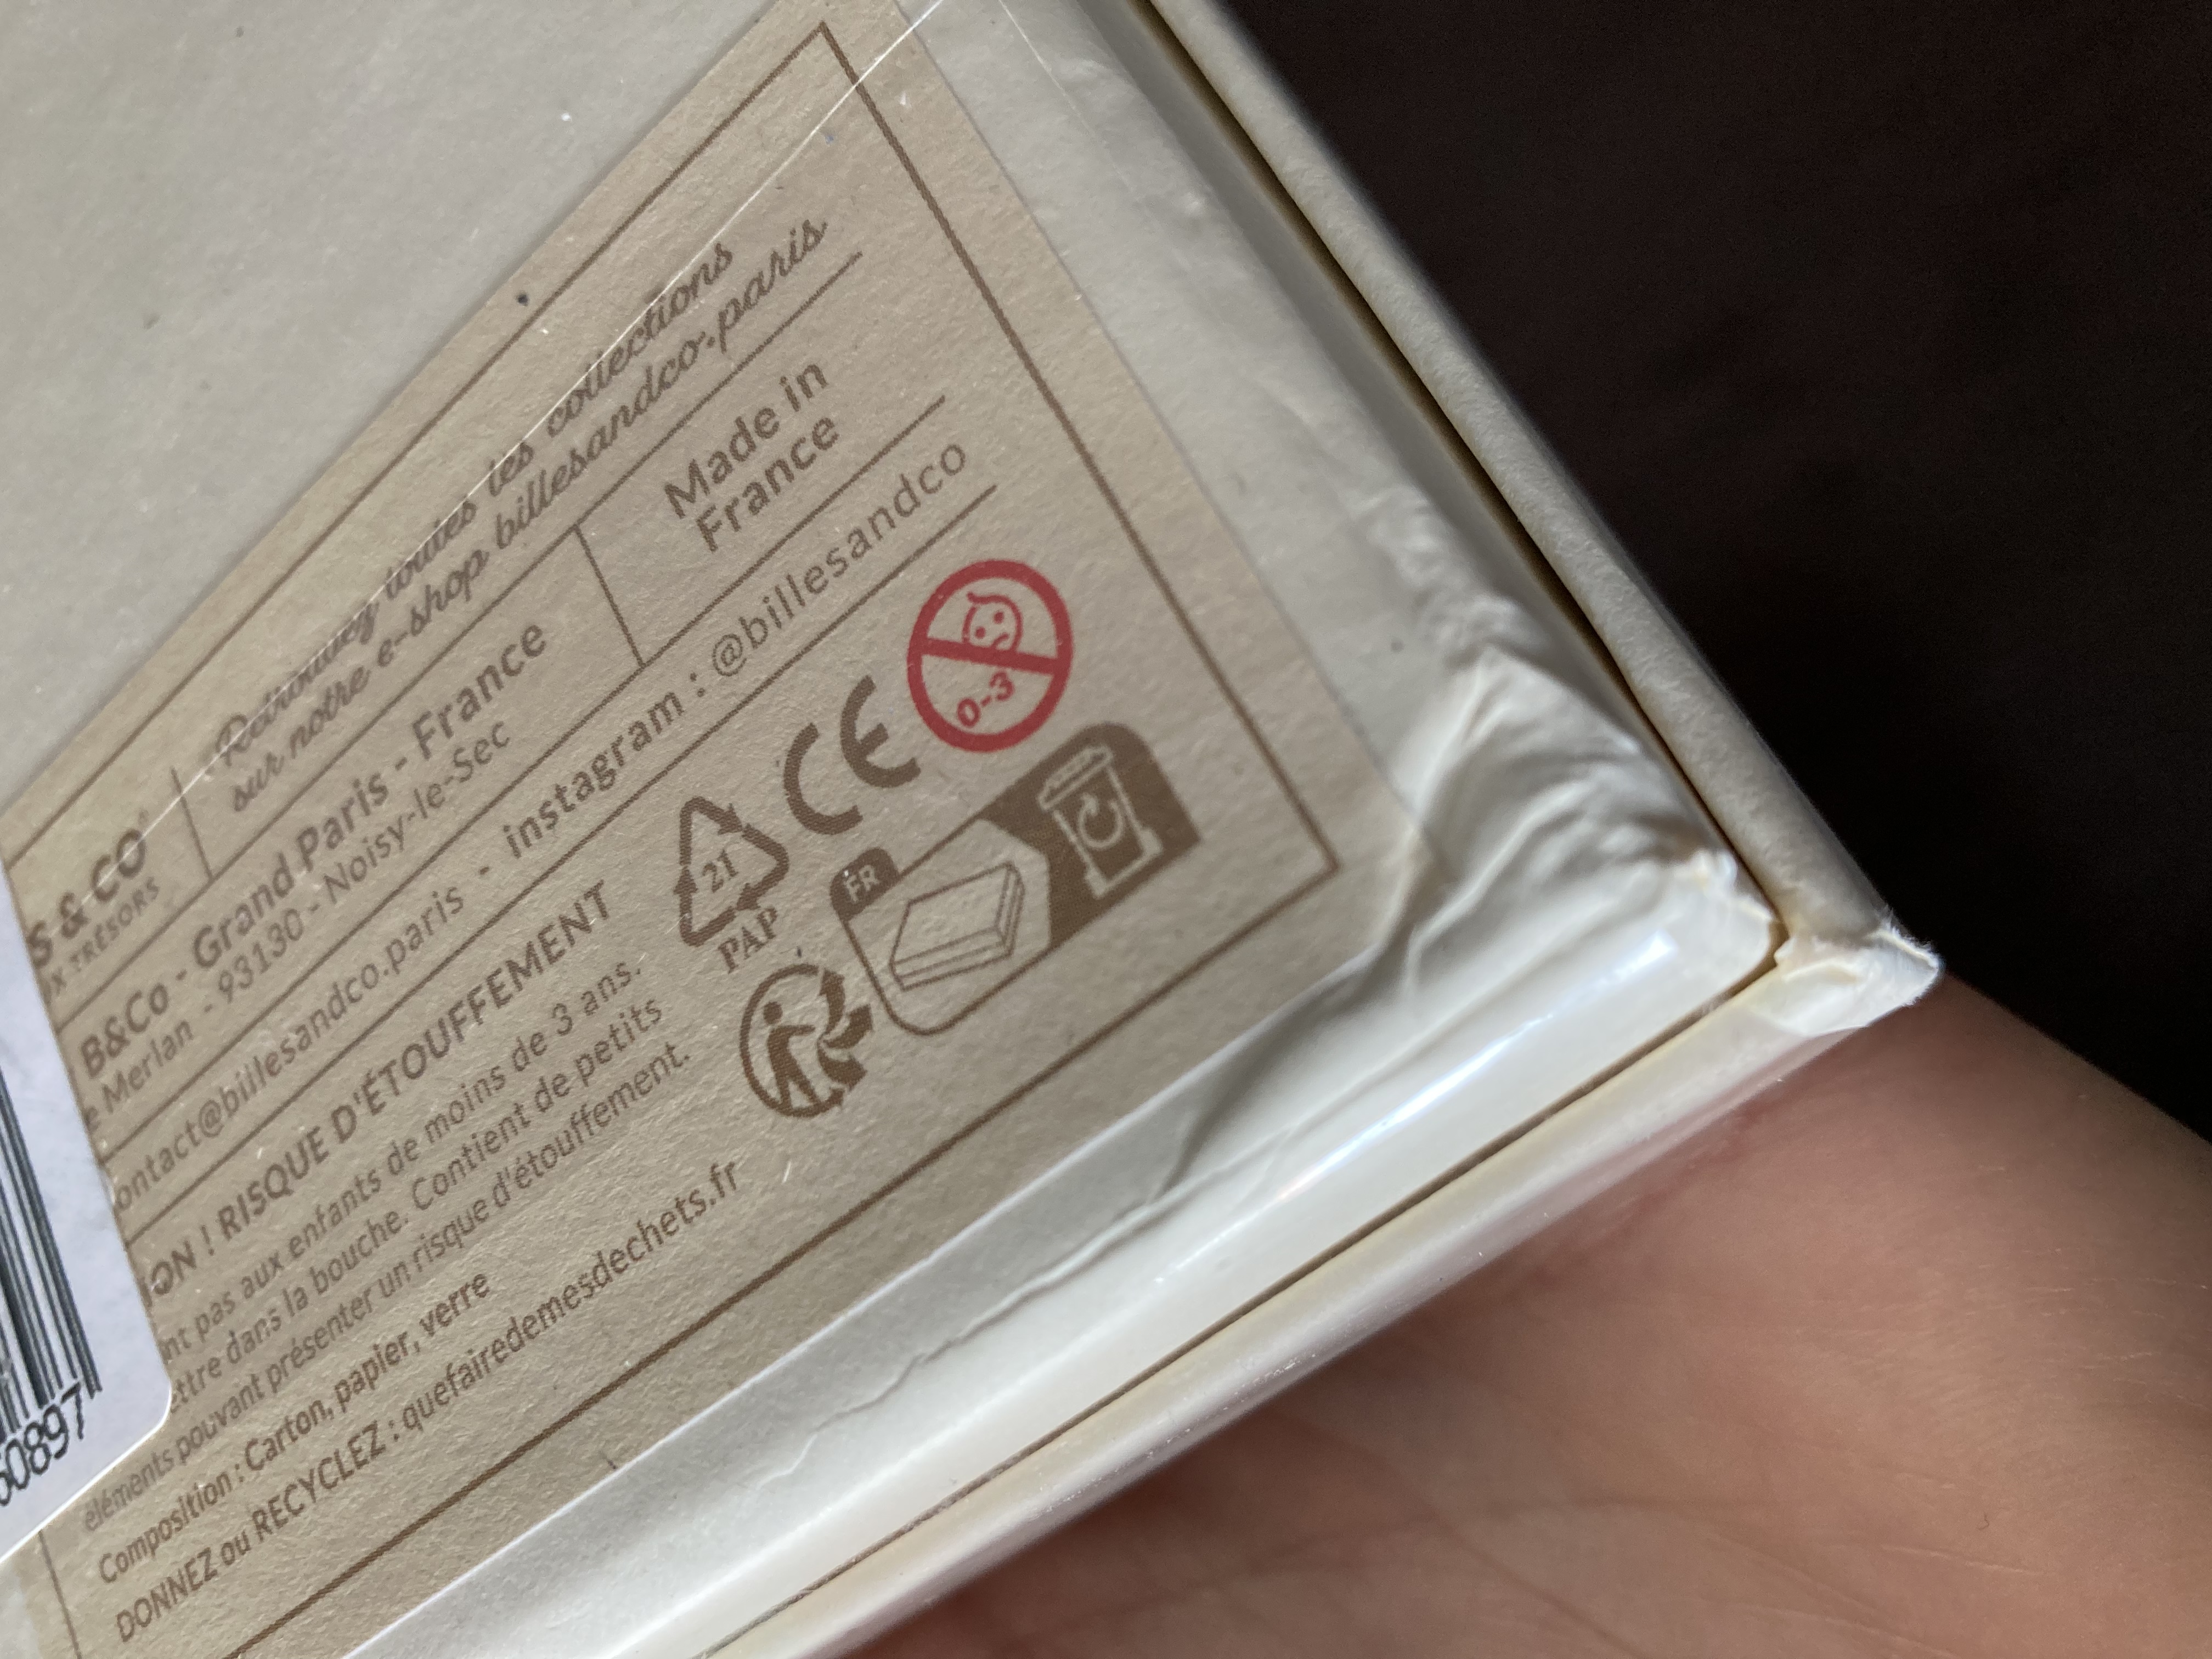 S & CO
X TRÉSORS
Retrouvez toutes les collections
sur notre e-shop billesandco.paris
B&Co - Grand Paris - France
Merlan - 93130 - Noisy-le-Sec
Made in
France
ontact@billesandco.paris - instagram : @billesandco
ON ! RISQUE D'ÉTOUFFEMENT
nt pas aux enfants de moins de 3 ans.
ttre dans la bouche. Contient de petits
éléments pouvant présenter un risque d'étouffement.
Composition : Carton, papier, verre
DONNEZ ou RECYCLEZ : quefairedemesdechets.fr
21
PAP
CE
0-3
FR
60897